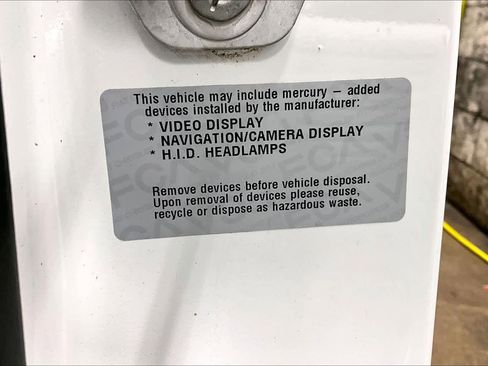 This vehicle may include mercury – added
devices installed by the manufacturer:
* VIDEO DISPLAY
* NAVIGATION/CAMERA DISPLAY
* H.I.D. HEADLAMPS
Remove devices before vehicle disposal.
Upon removal of devices please reuse,
recycle or dispose as hazardous waste.